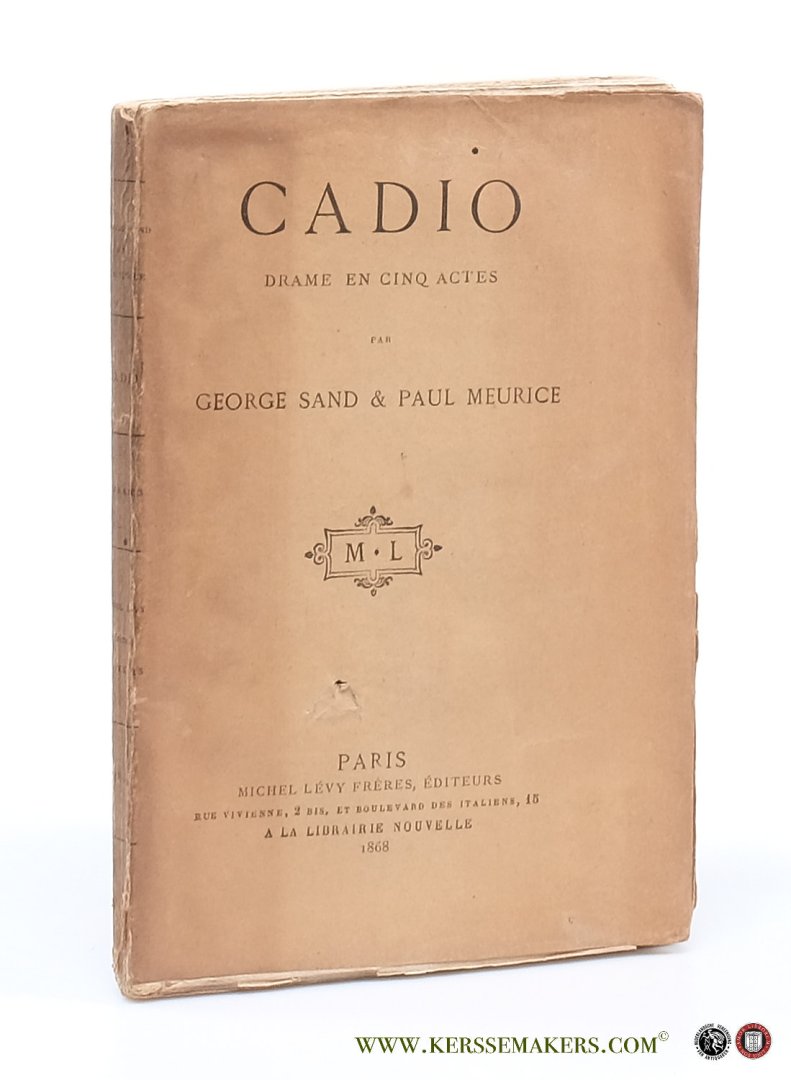 CADIO
DRAME EN CINQ ACTES
PAR
GEORGE SAND & PAUL MEURICE
M • L
PARIS
MICHEL LÉVY FRÈRES, ÉDITEURS
RUE VIVIENNE, 2 BIS, ET BOULEVARD DES ITALIENS, 15
A LA LIBRAIRIE NOUVELLE
1868
WWW.KERSSEMAKERS.COM©